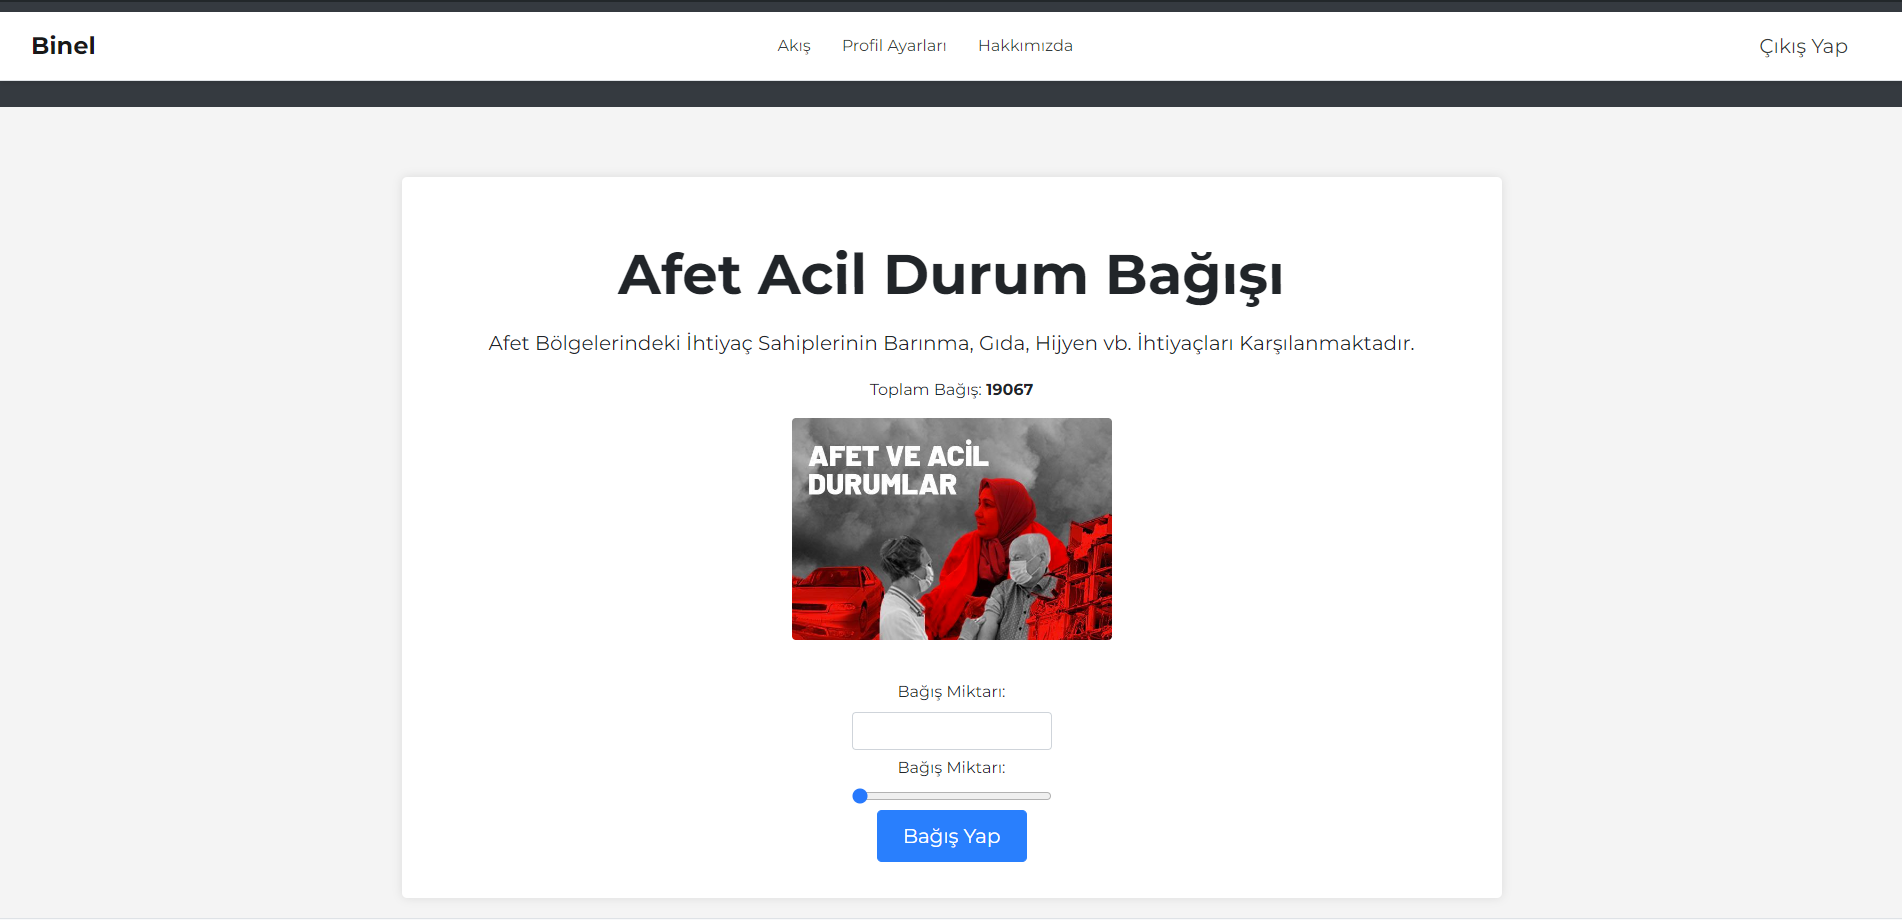 Binel
Akış
Profil Ayarları
Hakkımızda
Çıkış Yap
Afet Acil Durum Bağışı
Afet Bölgelerindeki İhtiyaç Sahiplerinin Barınma, Gıda, Hijyen vb. İhtiyaçları Karşılanmaktadır.
Toplam Bağış: 19067
AFET VE ACİL
DURUMLAR
Bağış Miktarı:
Bağış Miktarı:
Bağış Yap